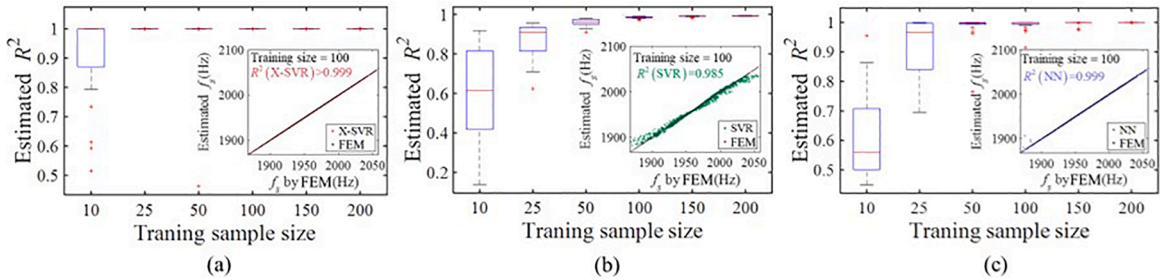 Estimated R²
1
0.9
0.8
0.7
0.6
0.5
10 25 50 100 150 200
Traning sample size
(a)
Estimated f_s(Hz)
2100
2000
1900
1900 1950 2000 2050
f_s by FEM(Hz)
Training size = 100
R² (X-SVR)>0.999
X-SVR
FEM
Estimated R²
1
0.8
0.6
0.4
0.2
10 25 50 100 150 200
Traning sample size
(b)
Estimated f_s(Hz)
2100
2000
1900
1900 1950 2000 2050
f_s by FEM(Hz)
Training size = 100
R² (SVR)=0.985
SVR
FEM
Estimated R²
1
0.9
0.8
0.7
0.6
0.5
10 25 50 100 150 200
Traning sample size
(c)
Estimated f_s(Hz)
2100
2000
1900
1900 1950 2000 2050
f_s by FEM(Hz)
Training size = 100
R² (NN)=0.999
NN
FEM